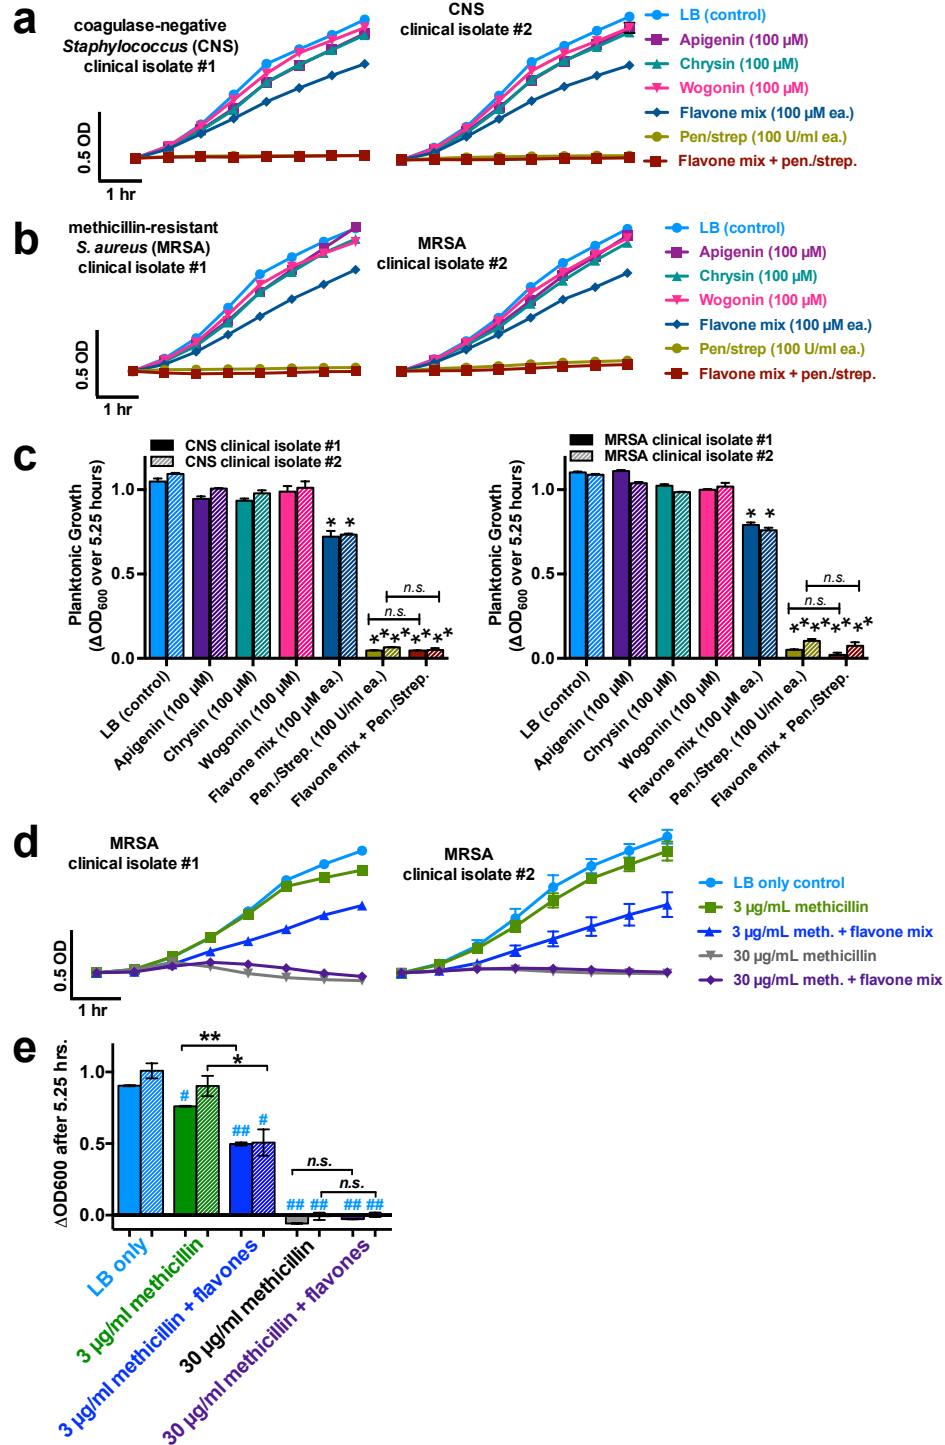 a
coagulase-negative
Staphylococcus (CNS)
clinical isolate #1
CNS
clinical isolate #2
LB (control)
Apigenin (100 µM)
Chrysin (100 µM)
Wogonin (100 µM)
Flavone mix (100 µM ea.)
Pen/strep (100 U/ml ea.)
Flavone mix + pen./strep.
0.5 OD
1 hr
b
methicillin-resistant
S. aureus (MRSA)
clinical isolate #1
MRSA
clinical isolate #2
LB (control)
Apigenin (100 µM)
Chrysin (100 µM)
Wogonin (100 µM)
Flavone mix (100 µM ea.)
Pen/strep (100 U/ml ea.)
Flavone mix + pen./strep.
0.5 OD
1 hr
c
CNS clinical isolate #1
CNS clinical isolate #2
Planktonic Growth
(Δ OD600 over 5.25 hours)
1.0
0.5
0.0
* *
n.s.
n.s.
** ** ** **
LB (control)
Apigenin (100 µM)
Chrysin (100 µM)
Wogonin (100 µM)
Flavone mix (100 µM ea.)
Pen./Strep. (100 U/ml ea.)
Flavone mix + Pen./Strep.
MRSA clinical isolate #1
MRSA clinical isolate #2
Planktonic Growth
(Δ OD600 over 5.25 hours)
1.0
0.5
0.0
* *
n.s.
n.s.
** ** ** **
LB (control)
Apigenin (100 µM)
Chrysin (100 µM)
Wogonin (100 µM)
Flavone mix (100 µM ea.)
Pen./Strep. (100 U/ml ea.)
Flavone mix + Pen./Strep.
d
MRSA
clinical isolate #1
MRSA
clinical isolate #2
LB only control
3 µg/mL methicillin
3 µg/mL meth. + flavone mix
30 µg/mL methicillin
30 µg/mL meth. + flavone mix
0.5 OD
1 hr
e
ΔOD600 after 5.25 hrs.
1.0
0.5
0.0
**
*
#
## #
n.s.
n.s.
## ## ## ##
LB only
3 µg/ml methicillin
3 µg/ml methicillin + flavones
30 µg/ml methicillin
30 µg/ml methicillin + flavones